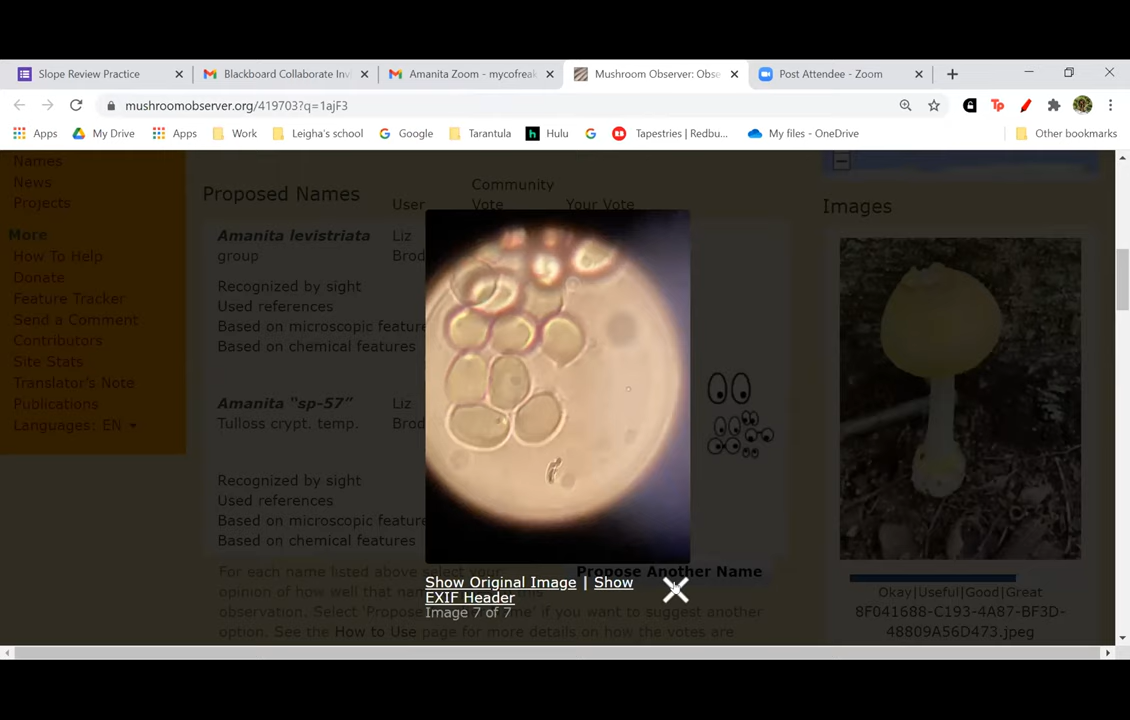 Slope Review Practice
Blackboard Collaborate Inv
Amanita Zoom - mycofreak
Mushroom Observer: Obse
Post Attendee - Zoom
mushroomobserver.org/419703?q=1ajF3
Apps
My Drive
Apps
Work
Leigha's school
Google
Tarantula
Hulu
Tapestries | Redbu...
My files - OneDrive
Other bookmarks
Names
News
Projects
More
How To Help
Donate
Feature Tracker
Send a Comment
Contributors
Site Stats
Translator's Note
Publications
Languages: EN
Proposed Names
User
Community
Vote
Your Vote
Amanita levistriata
group
Liz
Brod
Recognized by sight
Used references
Based on microscopic feature
Based on chemical features
Amanita "sp-57"
Tulloss crypt. temp.
Liz
Brod
Recognized by sight
Used references
Based on microscopic feature
Based on chemical features
For each name listed above select your
opinion of how well that
observation. Select 'Propose
option. See the How to Use page for more details on how the votes are
Propose Another Name
if you want to suggest another
Show Original Image | Show
EXIF Header
Image 7 of 7
Images
Okay|Useful|Good|Great
8F041688-C193-4A87-BF3D-
48809A56D473.jpeg